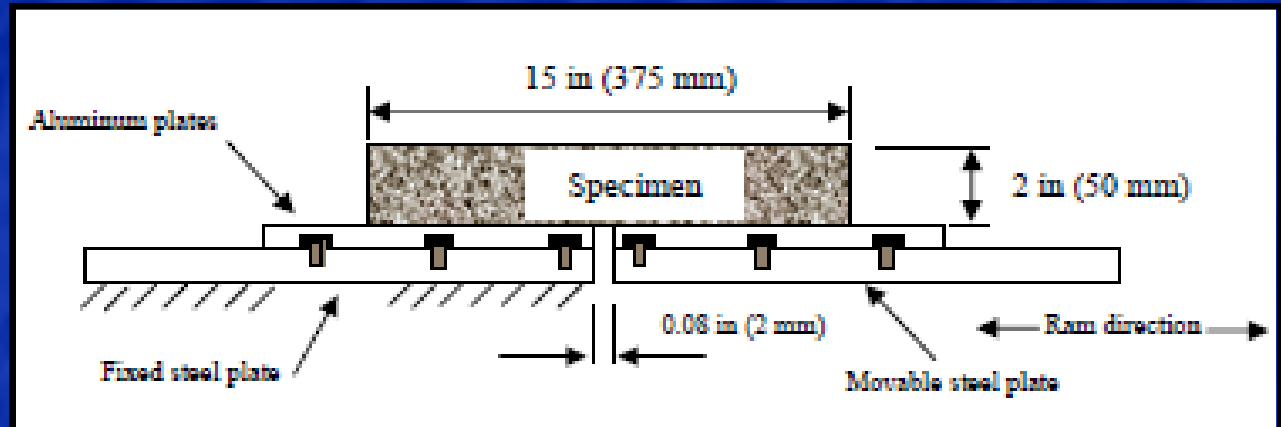 15 in (375 mm)
Aluminum plates
Specimen
2 in (50 mm)
0.08 in (2 mm)
Ram direction
Fixed steel plate
Movable steel plate